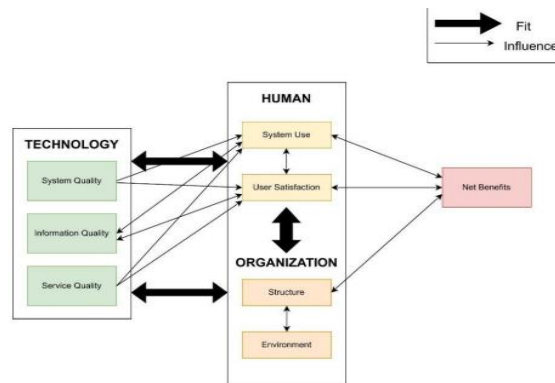 Fit
Influence
HUMAN
TECHNOLOGY
System Use
System Quality
User Satisfaction
Net Benefits
Information Quality
ORGANIZATION
Service Quality
Structure
Environment